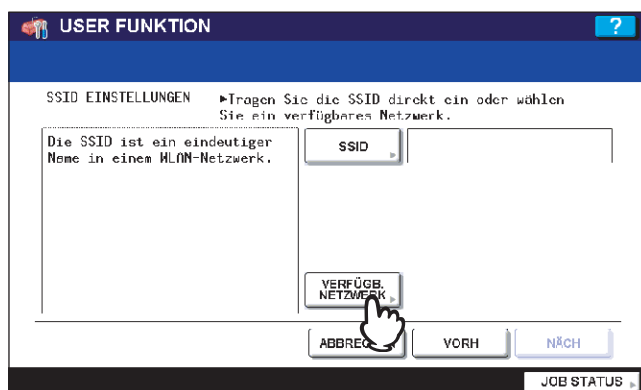 USER FUNKTION
?
SSID EINSTELLUNGEN
►Tragen Sie die SSID direkt ein oder wählen
Sie ein verfügbares Netzwerk.
Die SSID ist ein eindeutiger
Name in einem WLAN-Netzwerk.
SSID
VERFÜGB.
NETZWERK
VORH
NÄCH
JOB STATUS